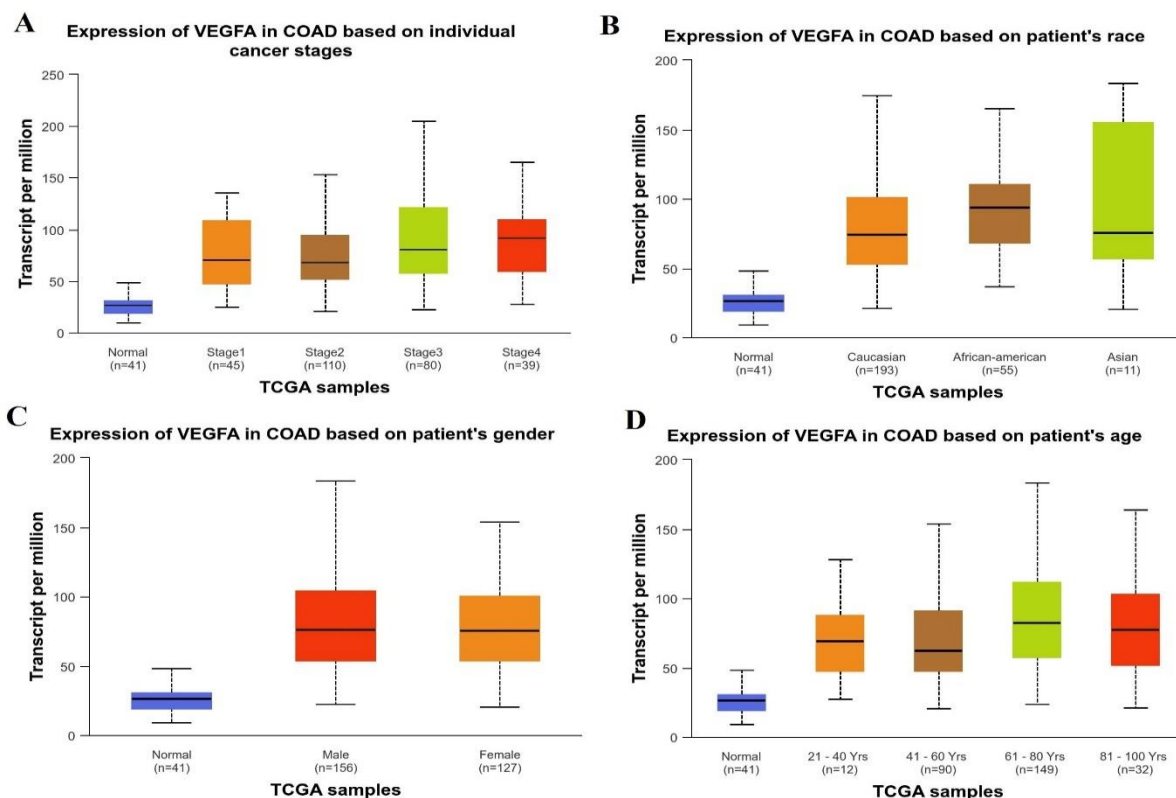 A
Expression of VEGFA in COAD based on individual
cancer stages
Transcript per million
250
200
150
100
50
0
Normal
(n=41)
Stage1
(n=45)
Stage2
(n=110)
Stage3
(n=80)
Stage4
(n=39)
TCGA samples
B
Expression of VEGFA in COAD based on patient's race
Transcript per million
200
150
100
50
0
Normal
(n=41)
Caucasian
(n=193)
African-american
(n=55)
Asian
(n=11)
TCGA samples
C
Expression of VEGFA in COAD based on patient's gender
Transcript per million
200
150
100
50
0
Normal
(n=41)
Male
(n=156)
Female
(n=127)
TCGA samples
D
Expression of VEGFA in COAD based on patient's age
Transcript per million
200
150
100
50
0
Normal
(n=41)
21 - 40 Yrs
(n=12)
41 - 60 Yrs
(n=90)
61 - 80 Yrs
(n=149)
81 - 100 Yrs
(n=32)
TCGA samples